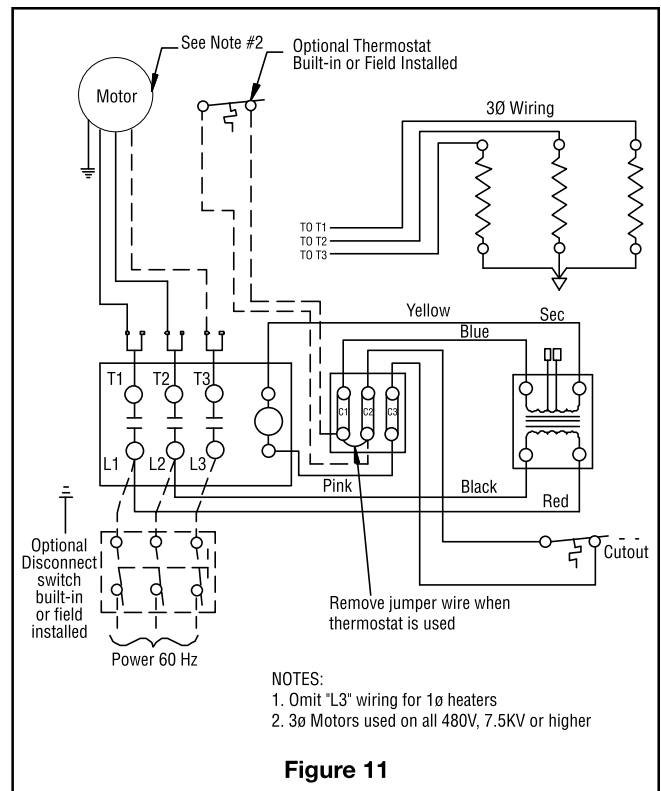 See Note #2
Optional Thermostat
Built-in or Field Installed
Motor
3Ø Wiring
TO T1
TO T2
TO T3
Yellow
Blue
Sec
T1
T2
T3
C1
C2
C3
L1
L2
L3
Pink
Black
Red
Cutout
Optional
Disconnect
switch
built-in
or field
installed
Remove jumper wire when
thermostat is used
Power 60 Hz
NOTES:
1. Omit "L3" wiring for 1ø heaters
2. 3ø Motors used on all 480V, 7.5KV or higher
Figure 11